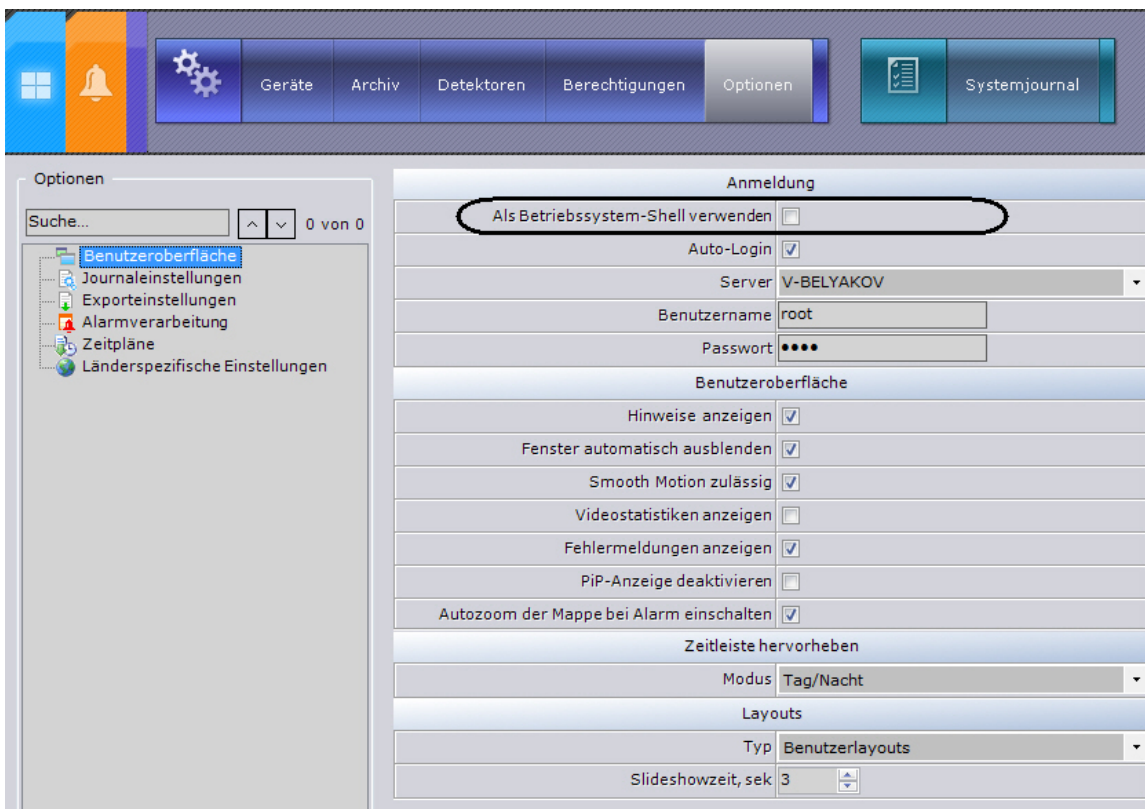 Geräte Archiv Detektoren Berechtigungen Optionen Systemjournal
Optionen
Suche... 0 von 0
Benutzeroberfläche
Journaleinstellungen
Exporteinstellungen
Alarmverarbeitung
Zeitpläne
Länderspezifische Einstellungen
Anmeldung
Als Betriebssystem-Shell verwenden
Auto-Login
Server V-BELYAKOV
Benutzername root
Passwort ••••
Benutzeroberfläche
Hinweise anzeigen
Fenster automatisch ausblenden
Smooth Motion zulässig
Videostatistiken anzeigen
Fehlermeldungen anzeigen
PiP-Anzeige deaktivieren
Autozoom der Mappe bei Alarm einschalten
Zeitleiste hervorheben
Modus Tag/Nacht
Layouts
Typ Benutzerlayouts
Slideshowzeit, sek 3